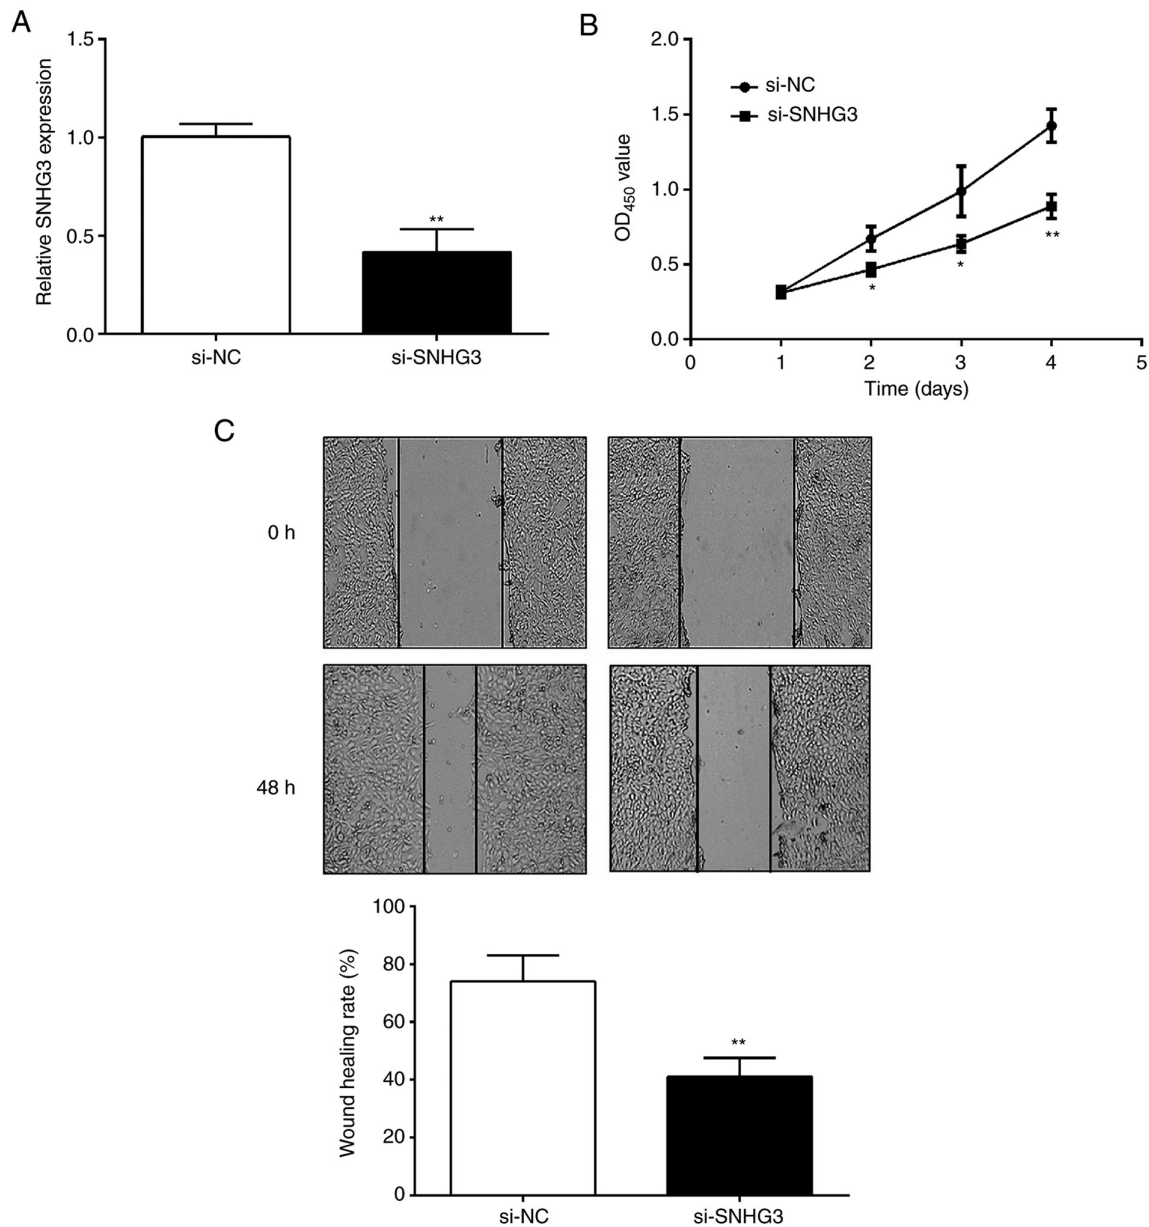 A
Relative SNHG3 expression
1.5
1.0
0.5
0.0
**
si-NC
si-SNHG3
B
OD450 value
2.0
1.5
1.0
0.5
0.0
si-NC
si-SNHG3
*
*
**
0
1
2
3
4
5
Time (days)
C
0 h
48 h
Wound healing rate (%)
100
80
60
40
20
0
**
si-NC
si-SNHG3